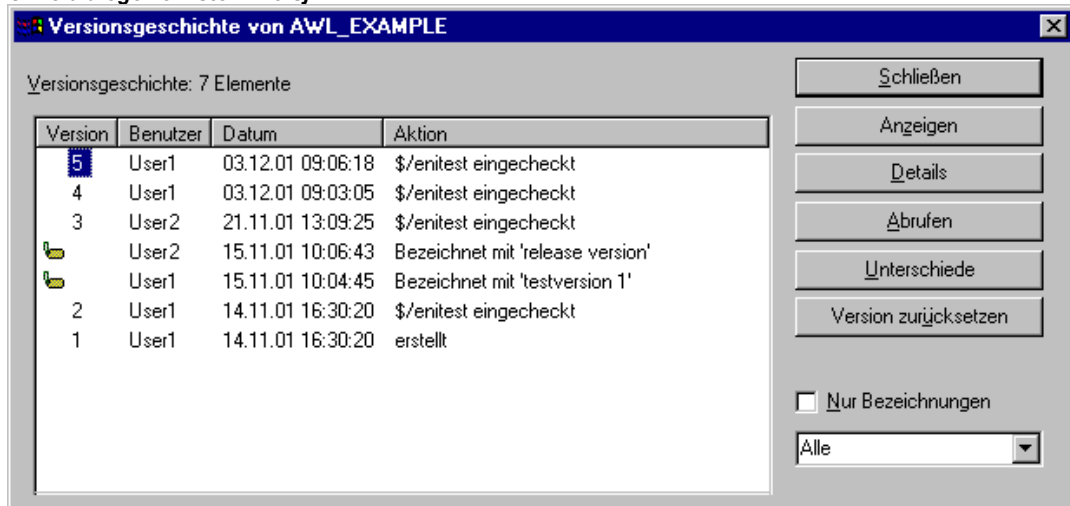 Versionsgeschichte von AWL_EXAMPLE
Versionsgeschichte: 7 Elemente
Version Benutzer Datum Aktion
5 User1 03.12.01 09:06:18 $/enitest eingecheckt
4 User1 03.12.01 09:03:05 $/enitest eingecheckt
3 User2 21.11.01 13:09:25 $/enitest eingecheckt
User2 15.11.01 10:06:43 Bezeichnet mit 'release version'
User1 15.11.01 10:04:45 Bezeichnet mit 'testversion 1'
2 User1 14.11.01 16:30:20 $/enitest eingecheckt
1 User1 14.11.01 16:30:20 erstellt
Schließen
Anzeigen
Details
Abrufen
Unterschiede
Version zurücksetzen
Nur Bezeichnungen
Alle